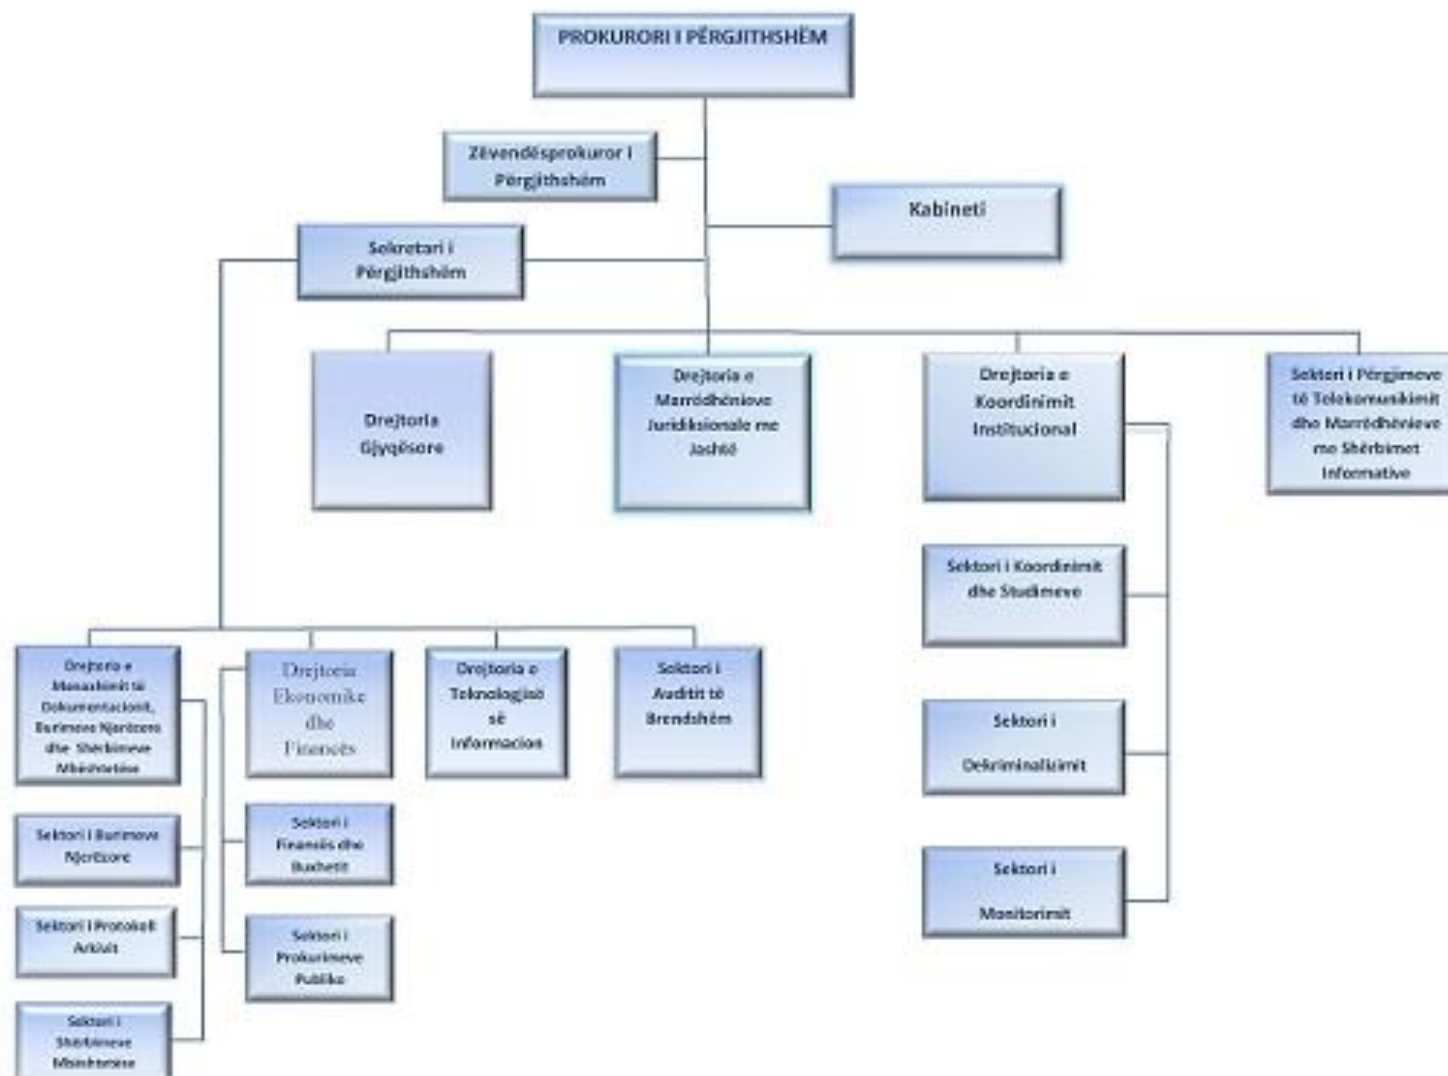 PROKURORI I PËRGJITHSHËM
Zëvendësprokuror i
Përgjithshëm
Kabineti
Sekretari i
Përgjithshëm
Drejtoria
Gjyqësore
Drejtoria e
Marrëdhënieve
Juridiksionale me
Jashtë
Drejtoria e
Koordinimit
Institucional
Sektori i Përgjimeve
të Telekomunikimit
dhe Marrëdhënieve
me Shërbimet
Informative
Sektori i Koordinimit
dhe Studimeve
Sektori i
Dekriminalizimit
Sektori i
Monitorimit
Drejtoria e
Menaxhimit të
Dokumentacionit,
Burimeve Njerëzore
dhe Shërbimeve
Mbështetëse
Drejtoria
Ekonomike
dhe
Financës
Drejtoria e
Teknologjisë
së
Informacion
Sektori i
Auditit të
Brendshëm
Sektori i Burimeve
Njerëzore
Sektori i Protokoll
Arkivit
Sektori i
Shërbimeve
Mbështetëse
Sektori i
Financës dhe
Buxhetit
Sektori i
Prokurimeve
Publike